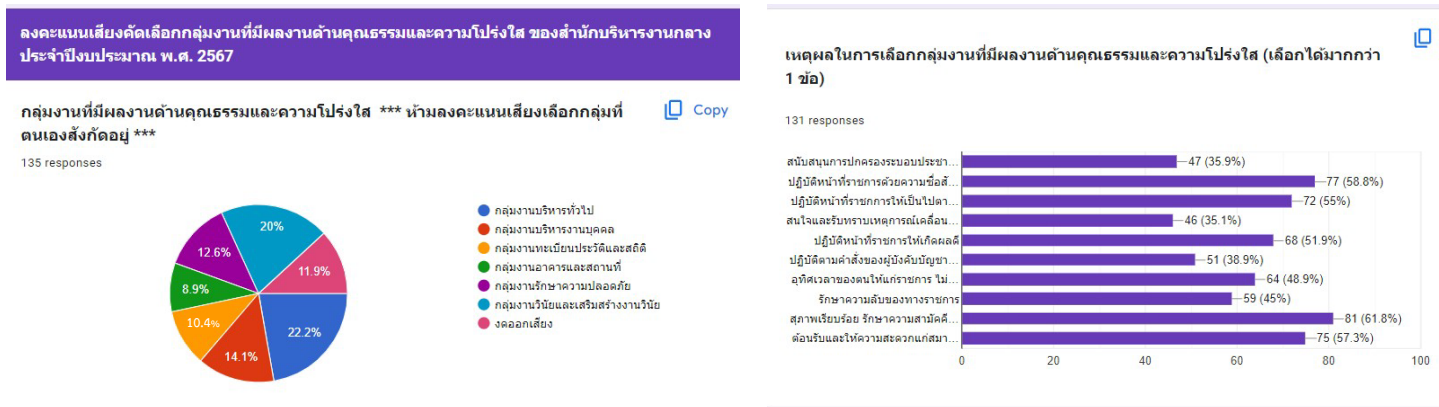 ลงคะแนนเสียงคัดเลือกกลุ่มงานที่มีผลงานด้านคุณธรรมและความโปร่งใส ของสำนักบริหารงานกลาง
ประจำปีงบประมาณ พ.ศ. 2567
กลุ่มงานที่มีผลงานด้านคุณธรรมและความโปร่งใส *** ห้ามลงคะแนนเสียงเลือกกลุ่มที่
ตนเองสังกัดอยู่ ***
Copy
135 responses
20%
12.6%
11.9%
8.9%
10.4%
22.2%
14.1%
กลุ่มงานบริหารทั่วไป
กลุ่มงานบริหารงานบุคคล
กลุ่มงานทะเบียนประวัติและสถิติ
กลุ่มงานอาคารและสถานที่
กลุ่มงานรักษาความปลอดภัย
กลุ่มงานวินัยและเสริมสร้างงานวินัย
งดออกเสียง
เหตุผลในการเลือกกลุ่มงานที่มีผลงานด้านคุณธรรมและความโปร่งใส (เลือกได้มากกว่า
1 ข้อ)
131 responses
สนับสนุนการปกครองระบอบประชา... 47 (35.9%)
ปฏิบัติหน้าที่ราชการด้วยความซื่อสั... 77 (58.8%)
ปฏิบัติหน้าที่ราชกการให้เป็นไปตา... 72 (55%)
สนใจและรับทราบเหตุการณ์เคลื่อน... 46 (35.1%)
ปฏิบัติหน้าที่ราชการให้เกิดผลดี 68 (51.9%)
ปฏิบัติตามคำสั่งของผู้บังคับบัญชา... 51 (38.9%)
อุทิศเวลาของตนให้แก่ราชการ ไม่... 64 (48.9%)
รักษาความลับของทางราชการ 59 (45%)
สุภาพเรียบร้อย รักษาความสามัคคี... 81 (61.8%)
ต้อนรับและให้ความสะดวกแก่สมา... 75 (57.3%)
0 20 40 60 80 100